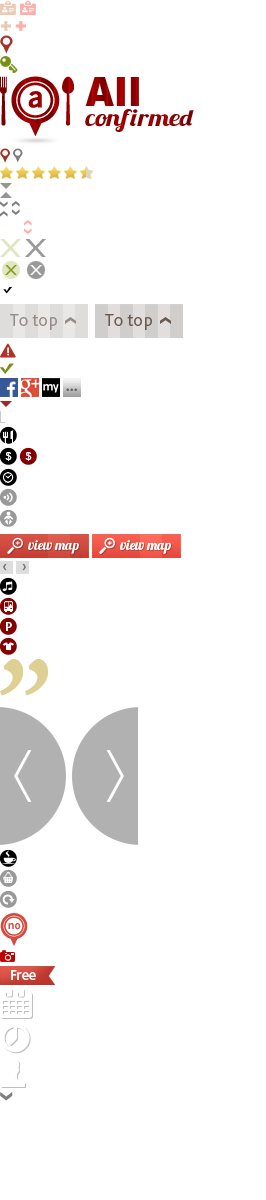 a All
confirmed
To top To top
f g+ my ...
$ $
view map view map
P
”
no
Free